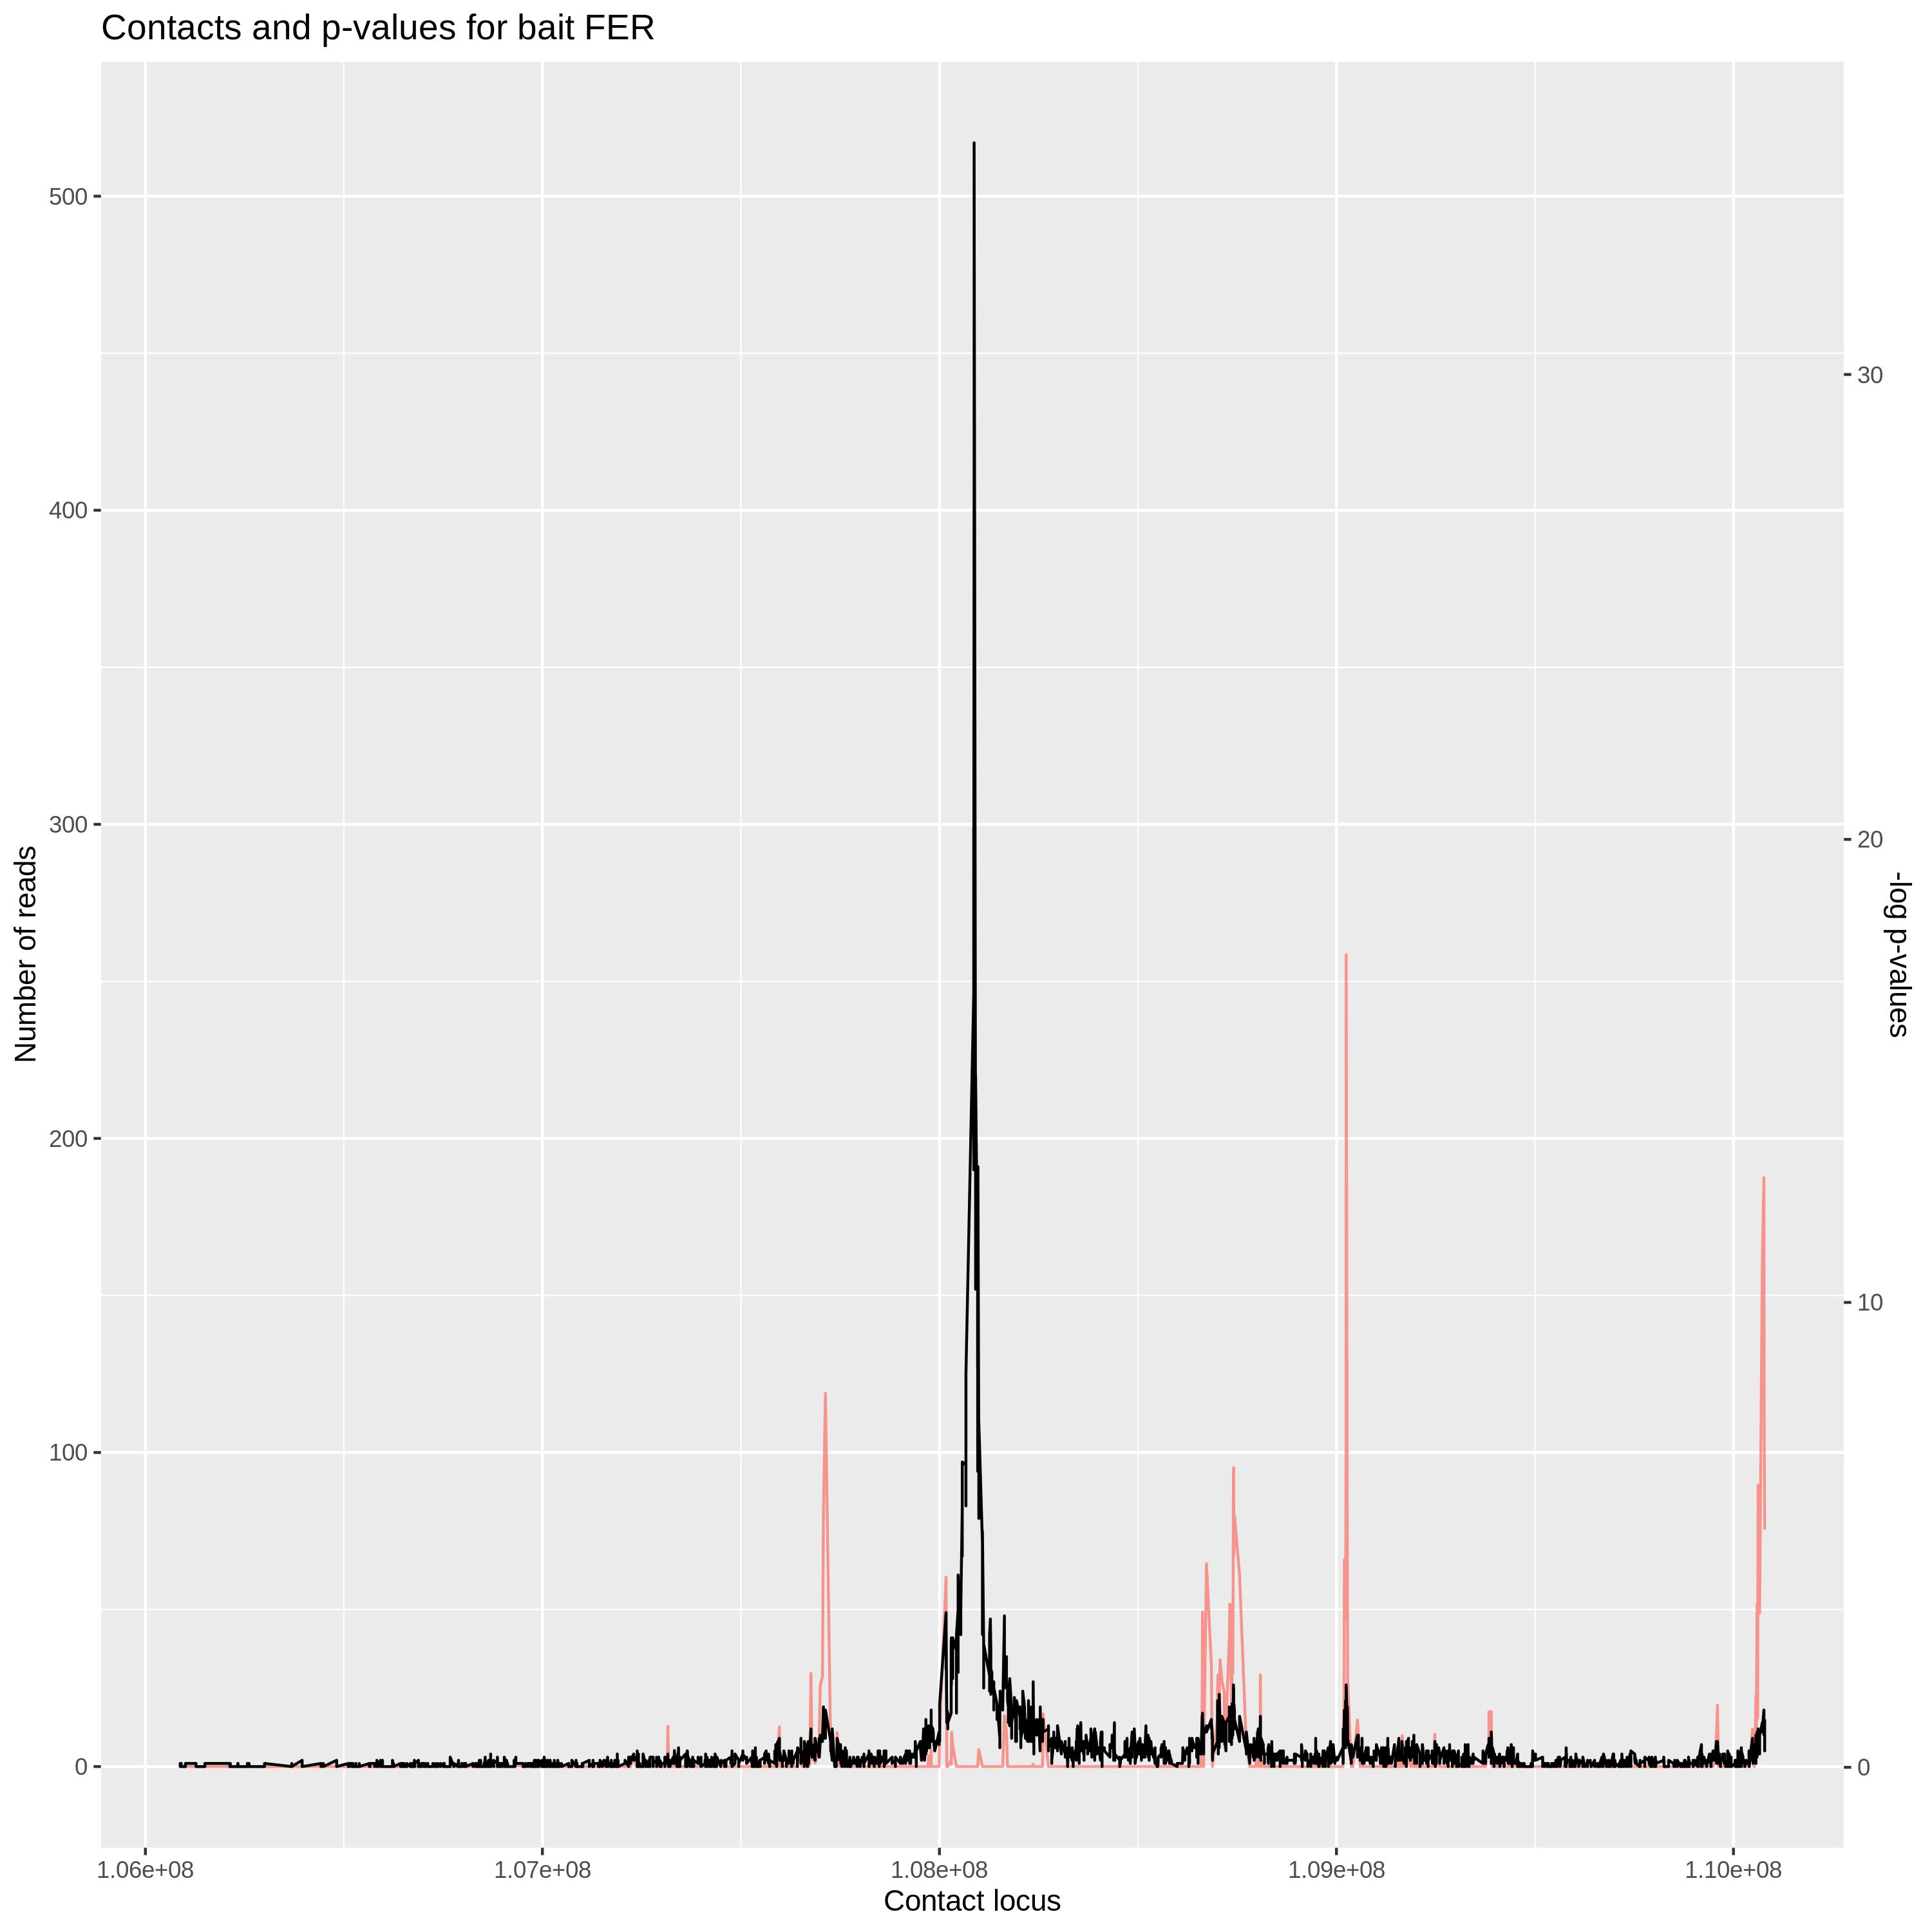 Contacts and p-values for bait FER
500
400
300
200
100
0
Number of reads
30
20
10
0
-log p-values
1.06e+08 1.07e+08 1.08e+08 1.09e+08 1.10e+08
Contact locus